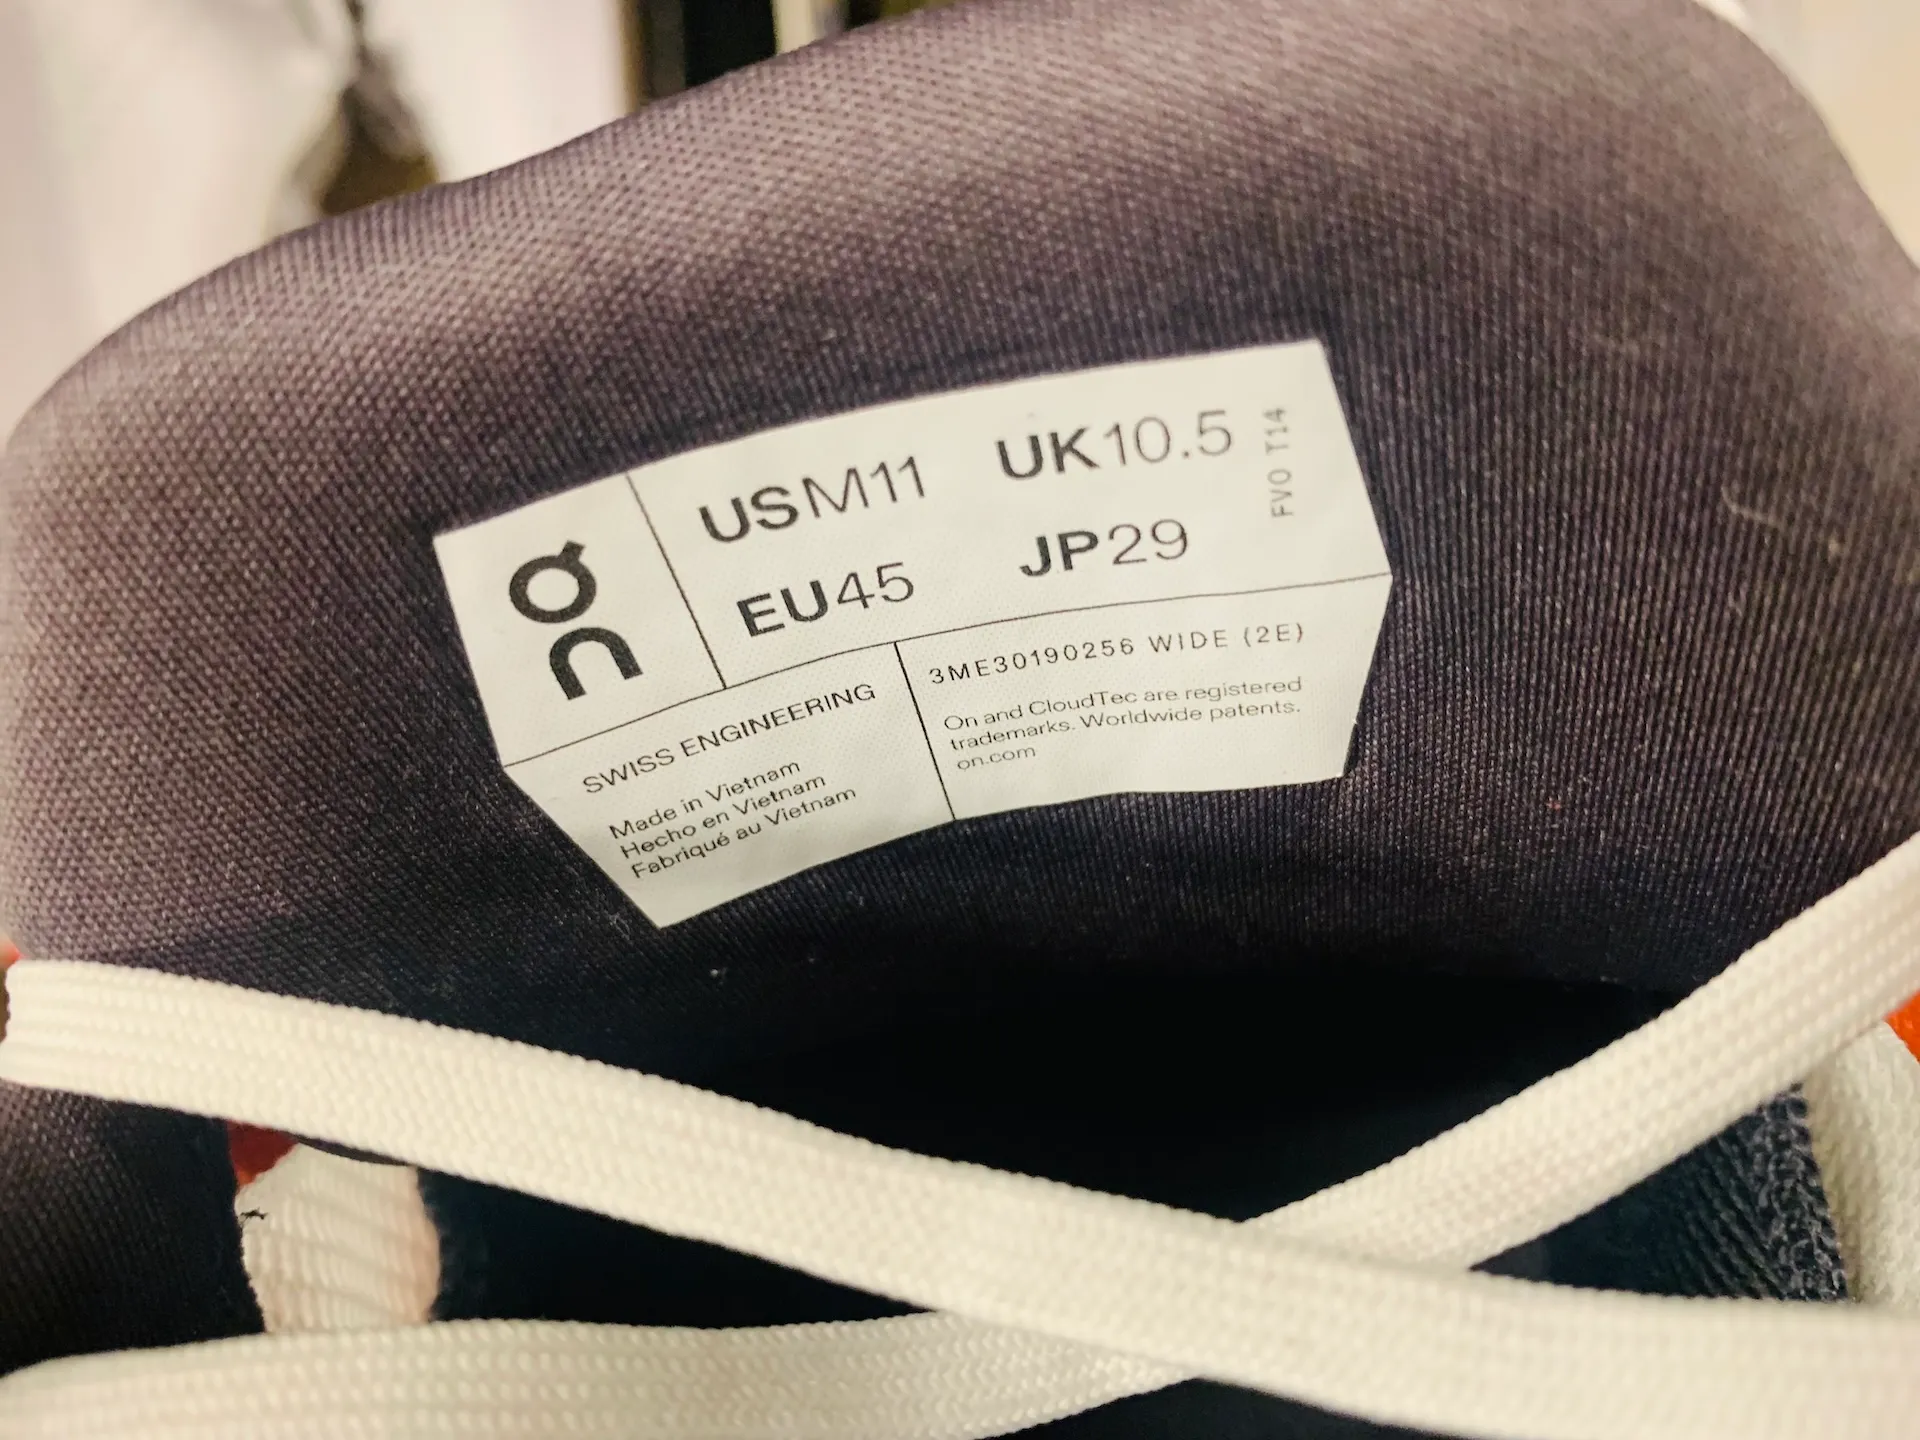 on
USM11 UK10.5
EU45 JP29
FVO T14
SWISS ENGINEERING
Made in Vietnam
Hecho en Vietnam
Fabriqué au Vietnam
3ME30190256 WIDE (2E)
On and CloudTec are registered
trademarks. Worldwide patents.
on.com